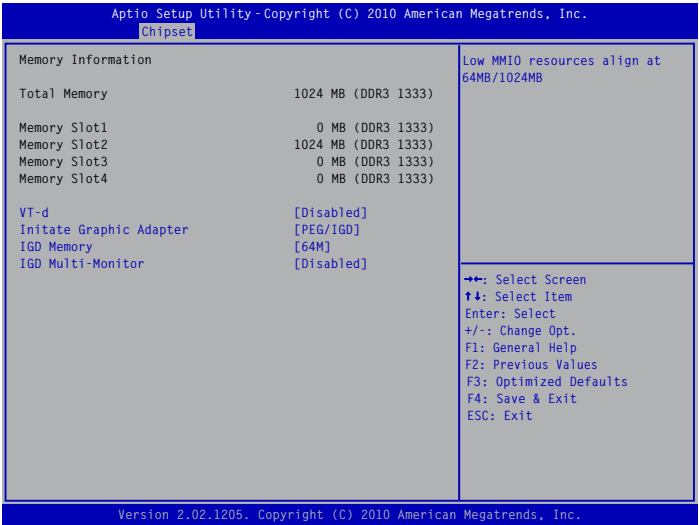 Aptio Setup Utility - Copyright (C) 2010 American Megatrends, Inc.
Chipset
Memory Information
Total Memory 1024 MB (DDR3 1333)
Memory Slot1 0 MB (DDR3 1333)
Memory Slot2 1024 MB (DDR3 1333)
Memory Slot3 0 MB (DDR3 1333)
Memory Slot4 0 MB (DDR3 1333)
VT-d [Disabled]
Initate Graphic Adapter [PEG/IGD]
IGD Memory [64M]
IGD Multi-Monitor [Disabled]
Low MMIO resources align at
64MB/1024MB
→←: Select Screen
↑↓: Select Item
Enter: Select
+/-: Change Opt.
F1: General Help
F2: Previous Values
F3: Optimized Defaults
F4: Save & Exit
ESC: Exit
Version 2.02.1205. Copyright (C) 2010 American Megatrends, Inc.